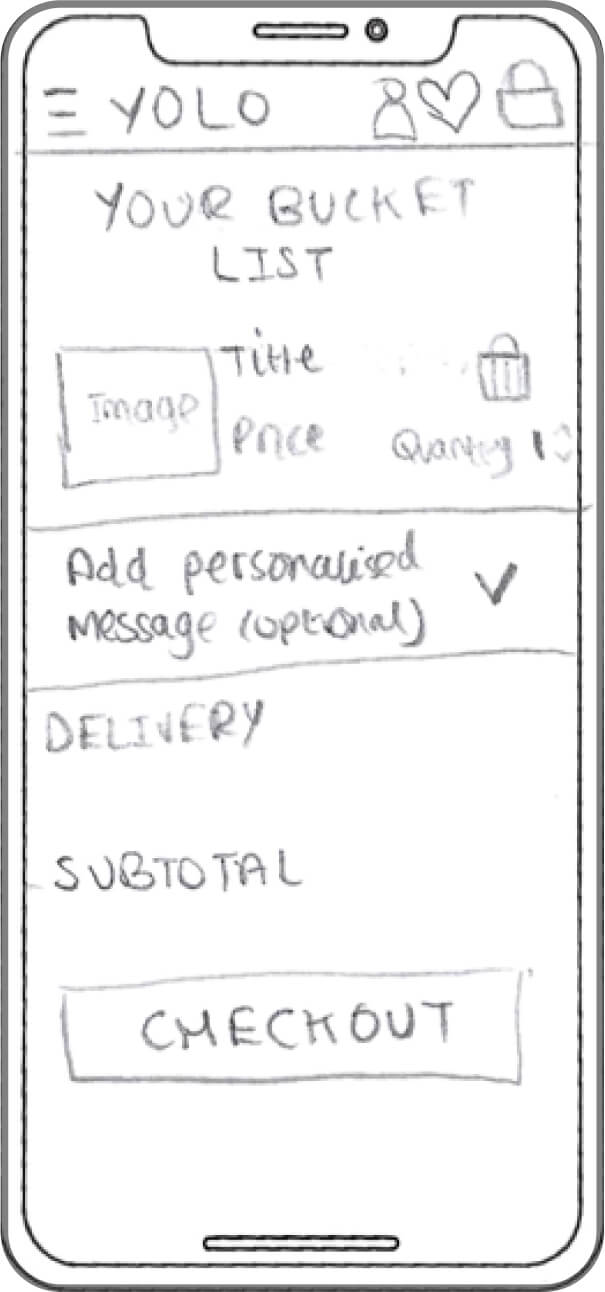 YOLO
YOUR BUCKET
LIST
Title
Image
Price
Quantity 1
Add personalised
message (optional)
DELIVERY
SUBTOTAL
CHECKOUT